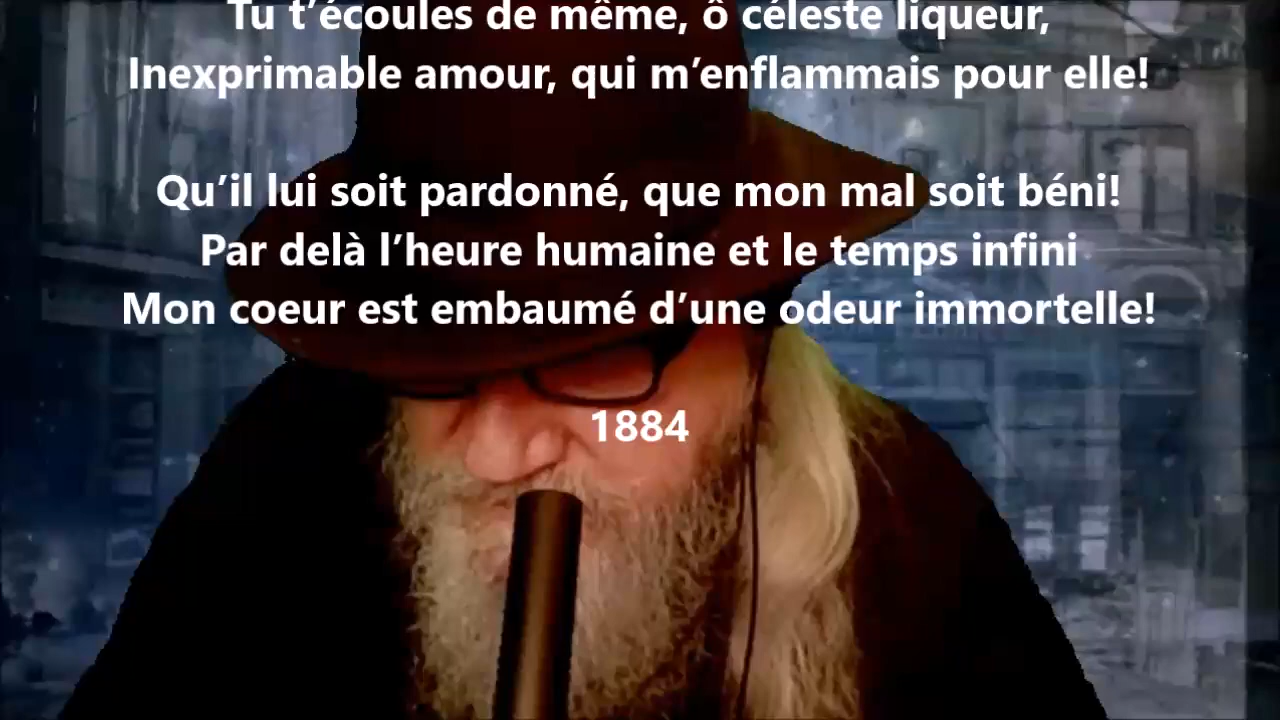 Tu t’écoules de même, ô céleste liqueur,
Inexprimable amour, qui m’enflammais pour elle!
Qu’il lui soit pardonné, que mon mal soit béni!
Par delà l’heure humaine et le temps infini
Mon coeur est embaumé d’une odeur immortelle!
1884